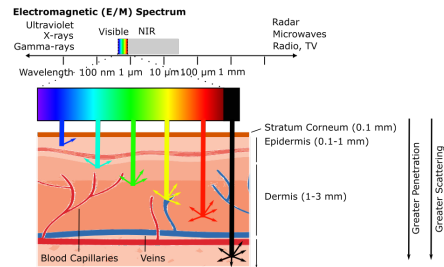 Electromagnetic (E/M) Spectrum
Ultraviolet
X-rays
Gamma-rays
Visible
NIR
Radar
Microwaves
Radio, TV
Wavelength 100 nm 1 μm 10 μm 100 μm 1 mm
Stratum Corneum (0.1 mm)
Epidermis (0.1-1 mm)
Dermis (1-3 mm)
Blood Capillaries
Veins
Greater Penetration
Greater Scattering